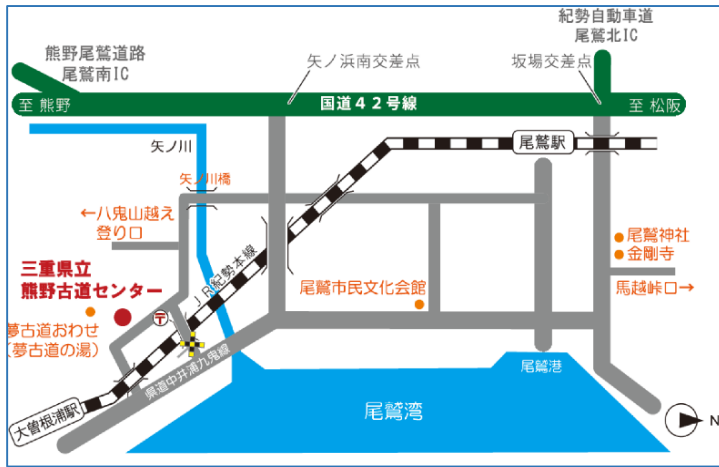 紀勢自動車道
尾鷲北IC
熊野尾鷲道路
尾鷲南IC
矢ノ浜南交差点
坂場交差点
至 熊野
国道42号線
至 松阪
矢ノ川
尾鷲駅
矢ノ川橋
←八鬼山越え
登り口
尾鷲神社
金剛寺
馬越峠口→
三重県立
熊野古道センター
JR紀勢本線
尾鷲市民文化会館
夢古道おわせ
(夢古道の湯)
〒
県道中井浦九鬼線
尾鷲港
大曽根浦駅
尾鷲湾
N